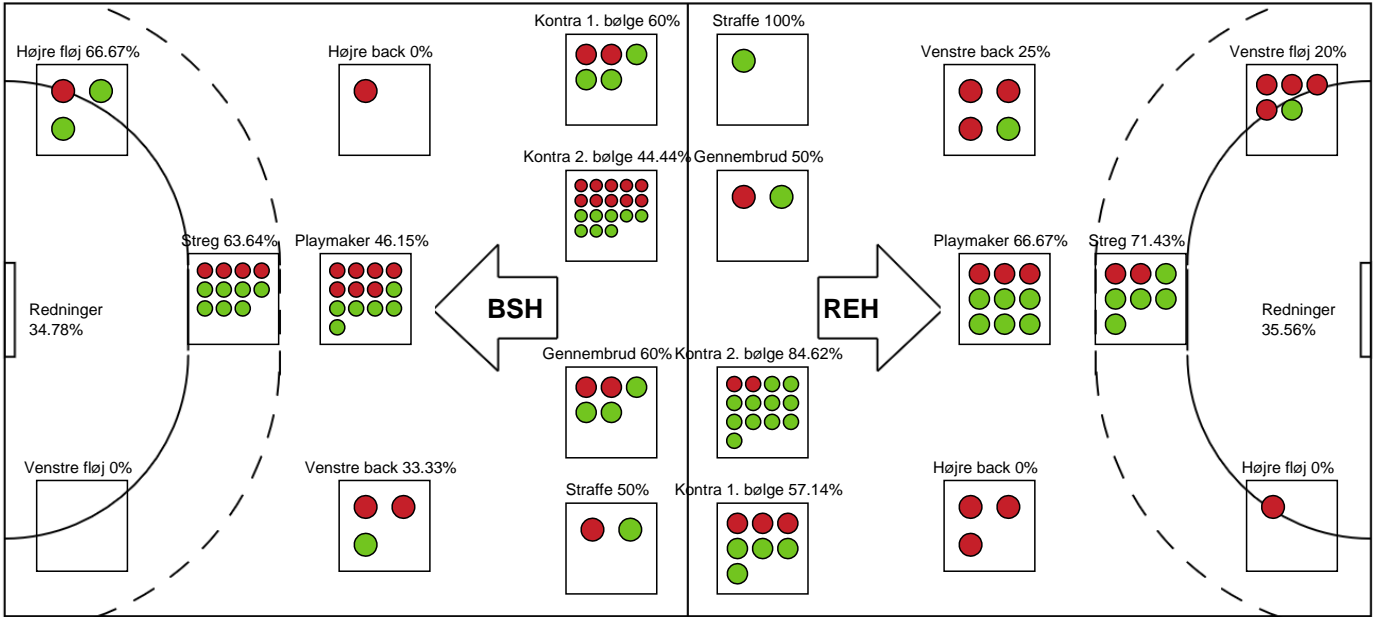 Kontra 1. bølge 60%
Straffe 100%
Højre fløj 66.67%
Højre back 0%
Venstre back 25%
Venstre fløj 20%
Kontra 2. bølge 44.44%
Gennembrud 50%
Streg 63.64%
Playmaker 46.15%
Playmaker 66.67%
Streg 71.43%
Redninger
34.78%
BSH
REH
Redninger
35.56%
Gennembrud 60%
Kontra 2. bølge 84.62%
Venstre fløj 0%
Venstre back 33.33%
Straffe 50%
Kontra 1. bølge 57.14%
Højre back 0%
Højre fløj 0%